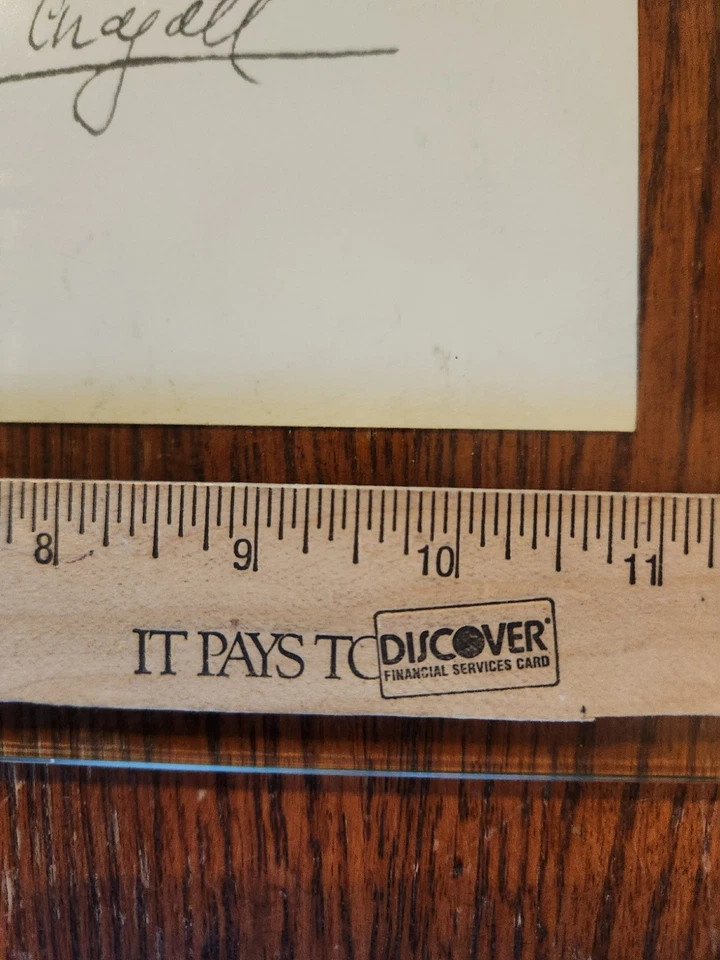 Chagall
8 9 10 11
IT PAYS TO DISCOVER
FINANCIAL SERVICES CARD